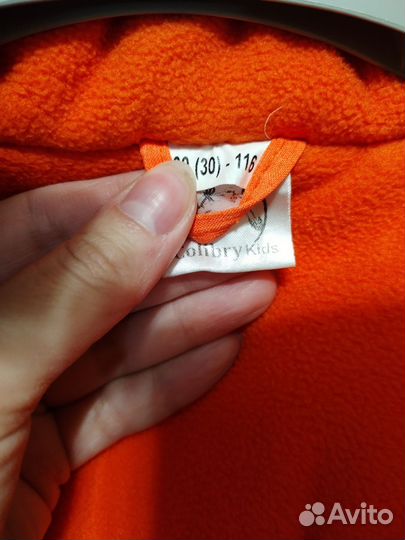 (30) - 116
Kids
Avito